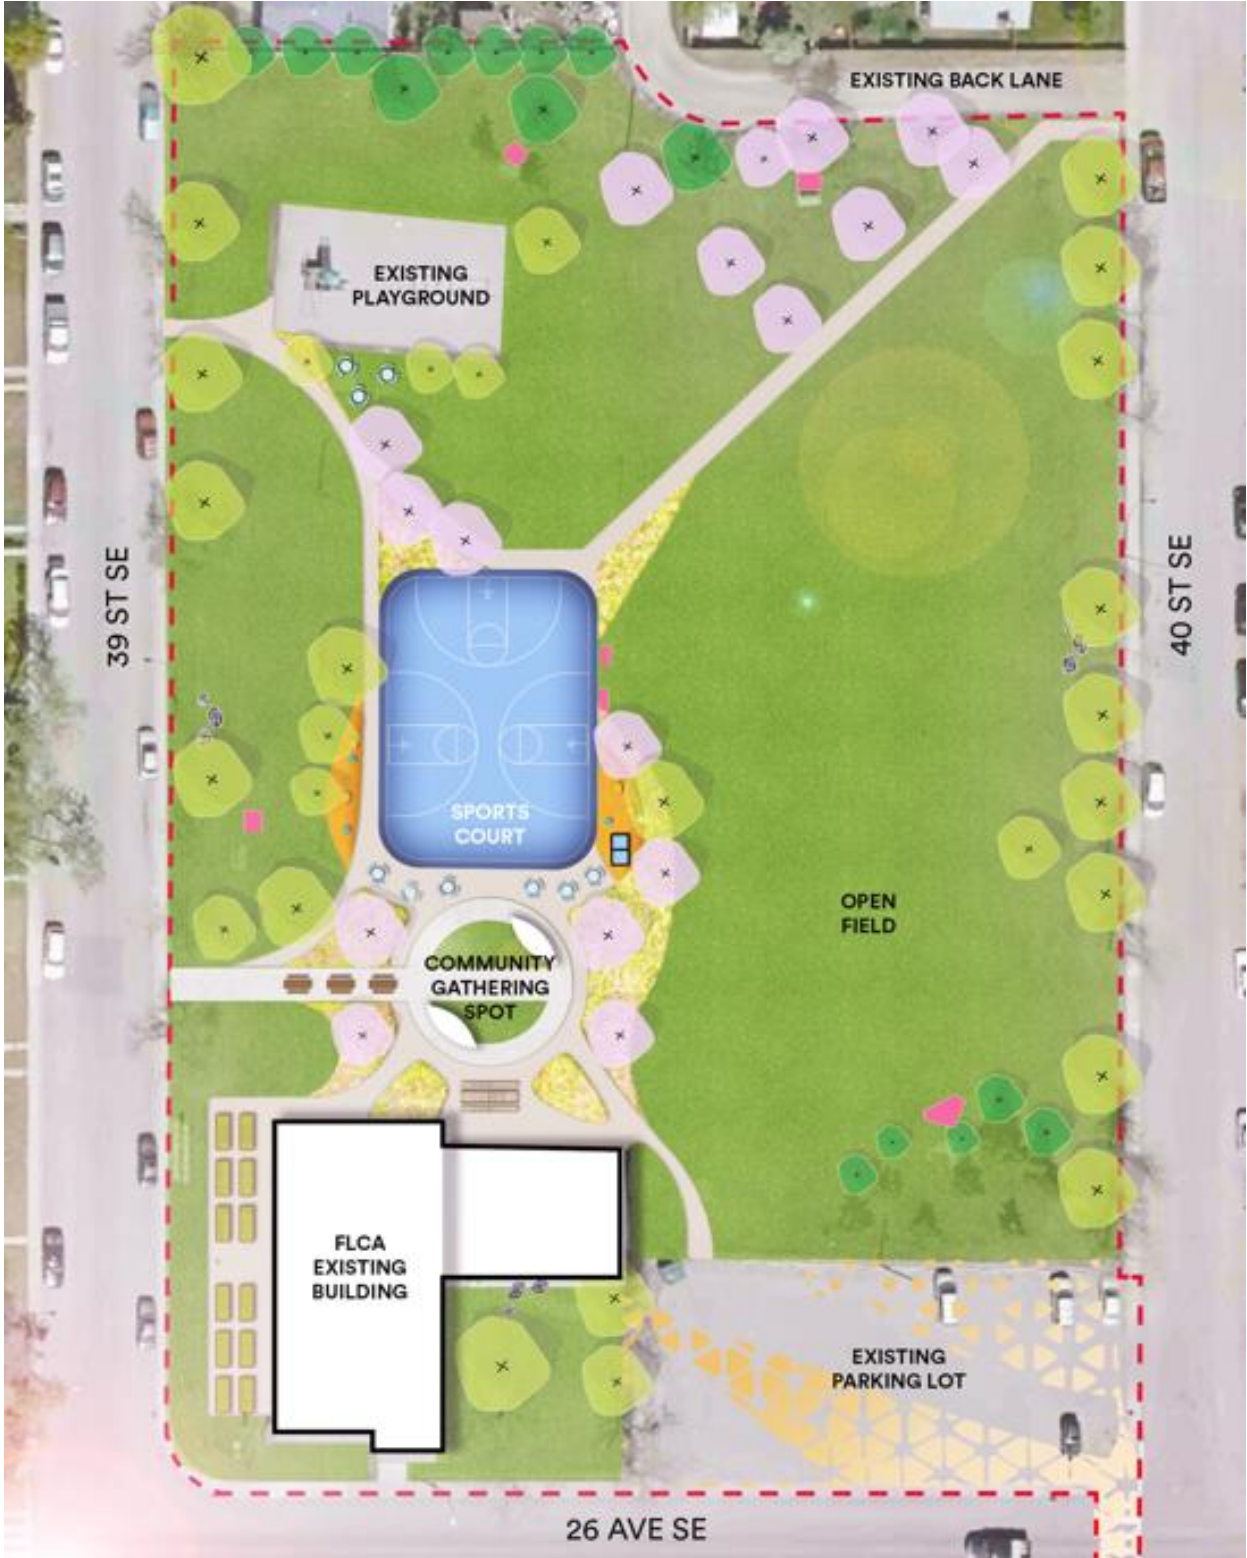 EXISTING BACK LANE
EXISTING
PLAYGROUND
39 ST SE
40 ST SE
SPORTS
COURT
OPEN
FIELD
COMMUNITY
GATHERING
SPOT
FLCA
EXISTING
BUILDING
EXISTING
PARKING LOT
26 AVE SE